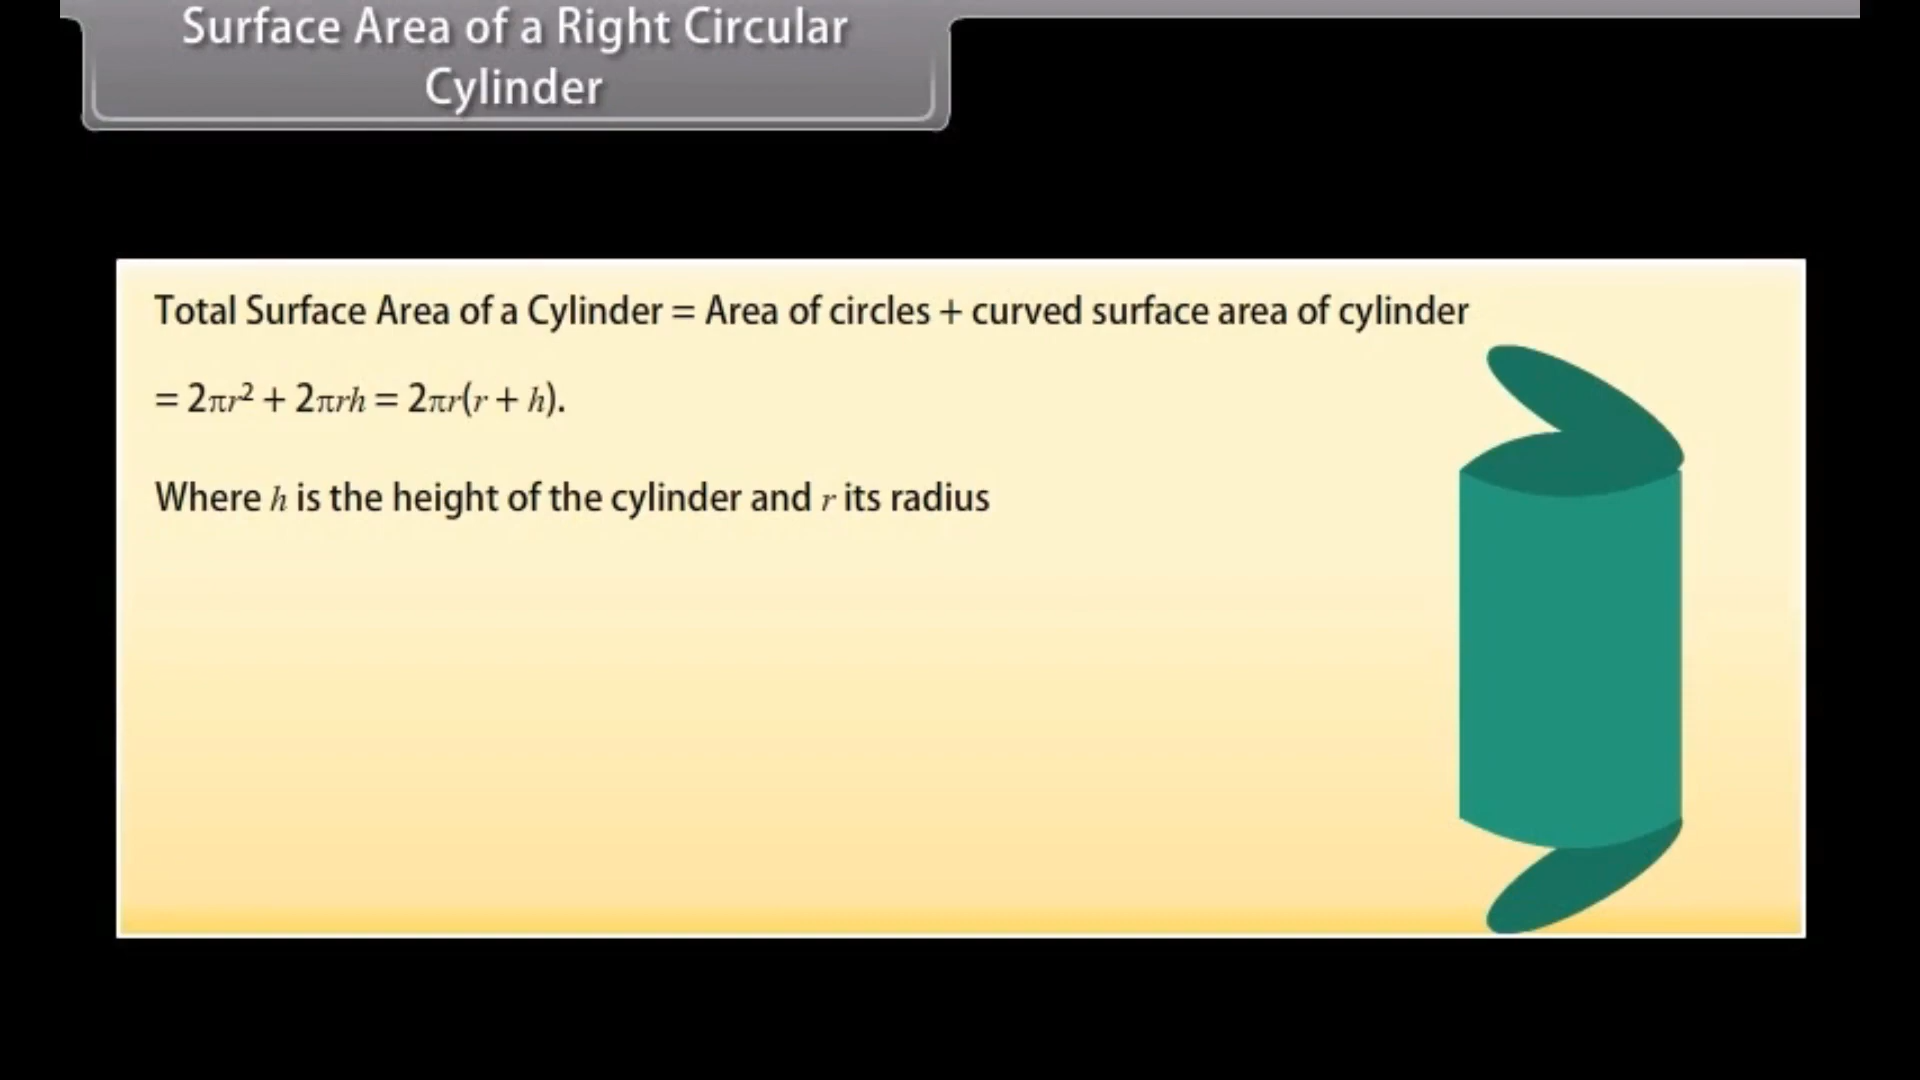 Surface Area of a Right Circular
Cylinder
Total Surface Area of a Cylinder = Area of circles + curved surface area of cylinder
= 2πr² + 2πrh = 2πr(r + h).
Where h is the height of the cylinder and r its radius